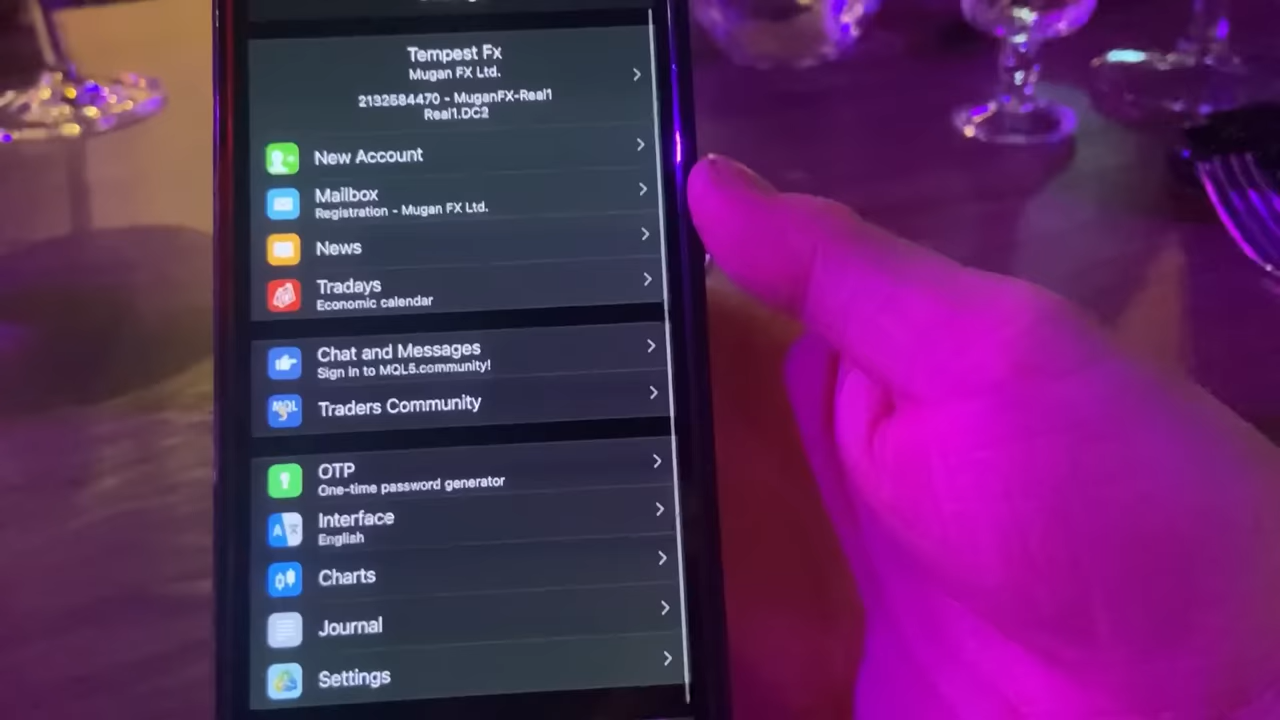 Tempest Fx
Mugan FX Ltd.
2132584470 - MuganFX-Real1
Real1.DC2
New Account
Mailbox
Registration - Mugan FX Ltd.
News
Tradays
Economic calendar
Chat and Messages
Sign in to MQL5.community!
Traders Community
OTP
One-time password generator
Interface
English
Charts
Journal
Settings